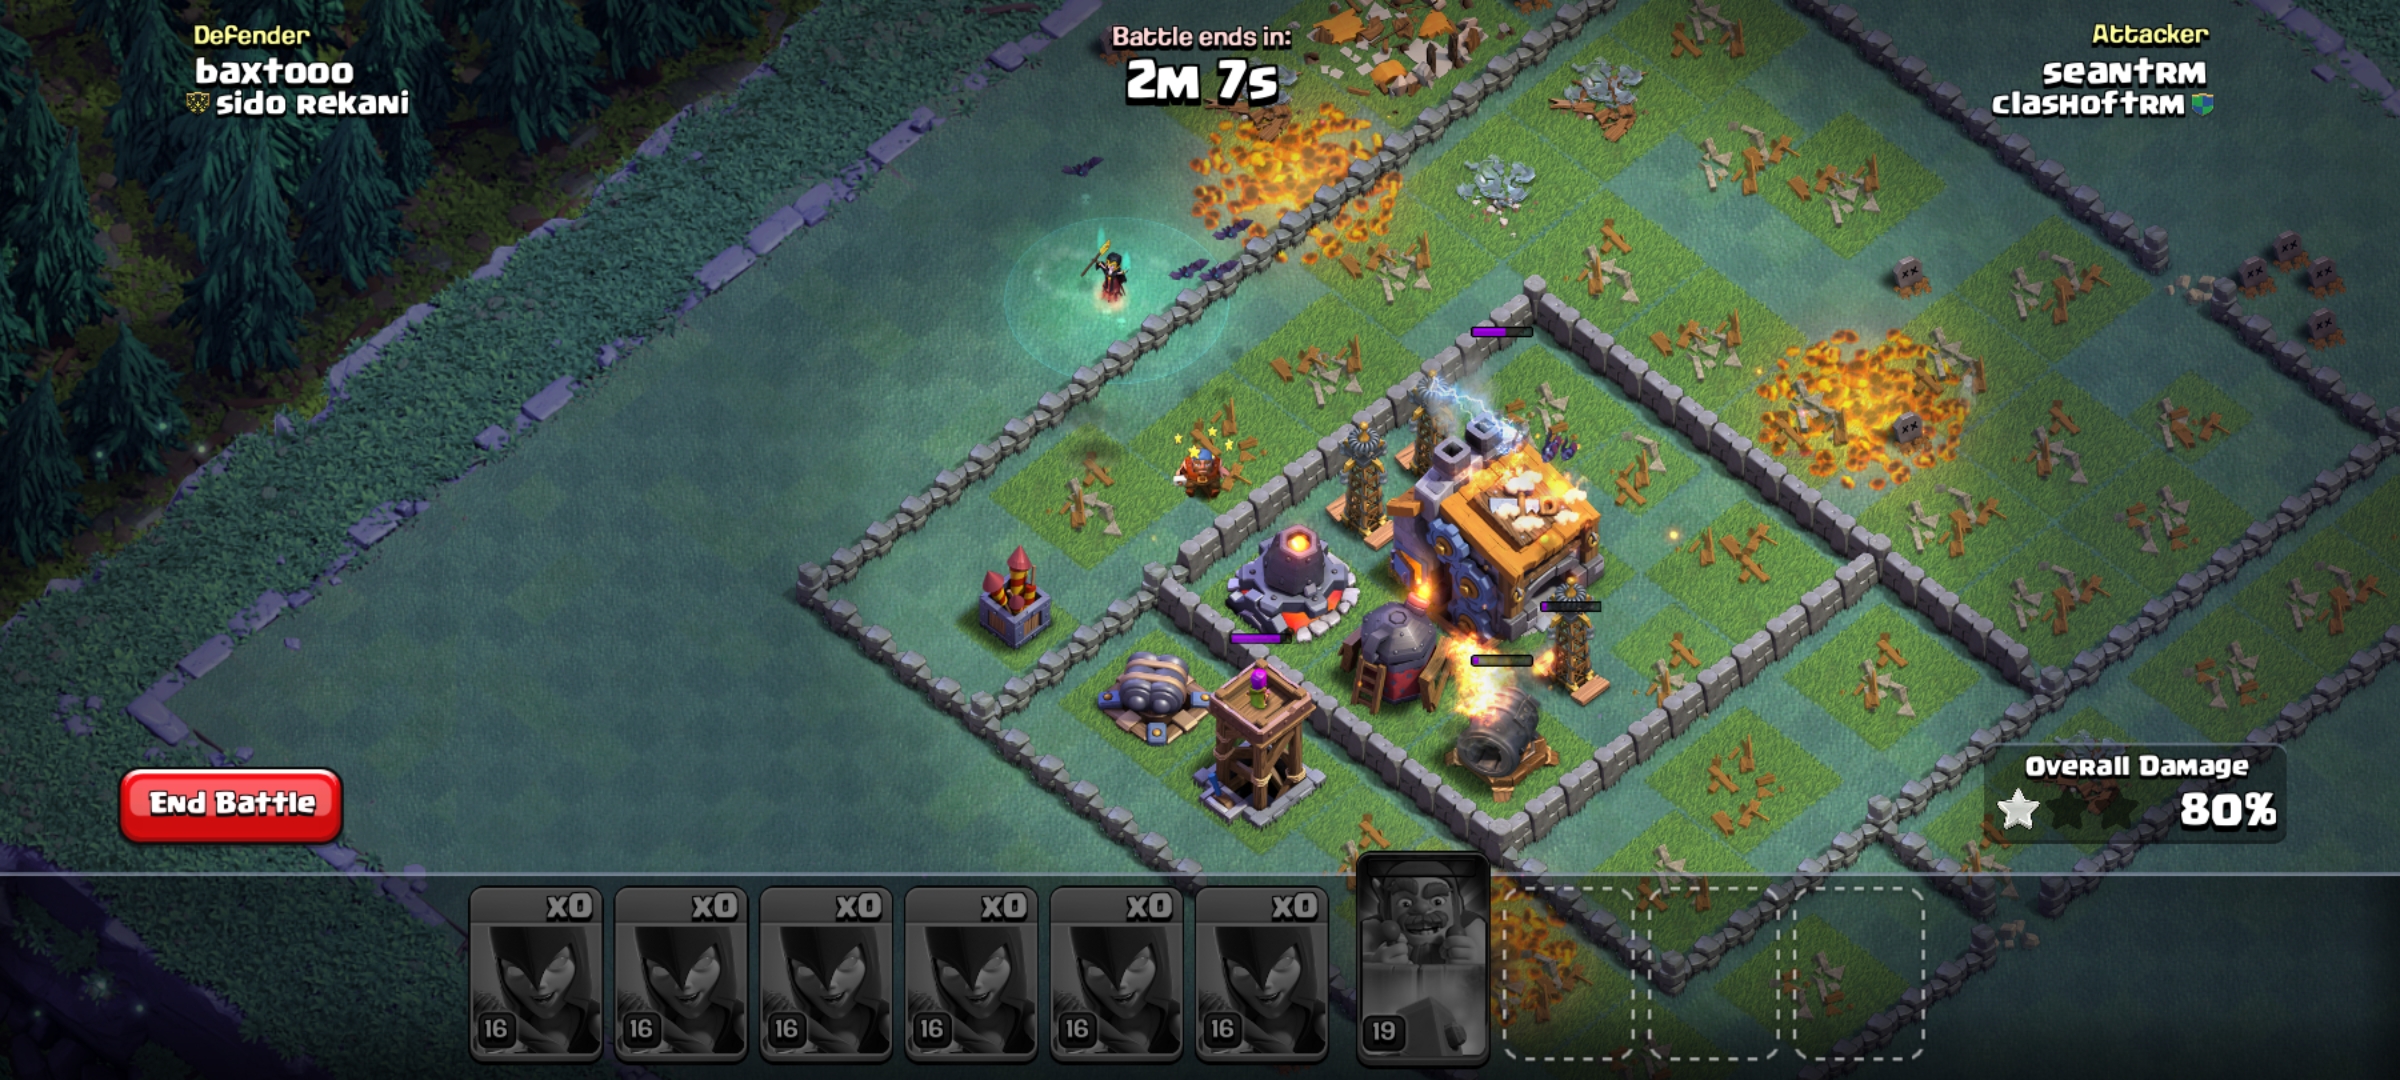 Defender
baxtooo
sido rekani
Battle ends in:
2M 7s
Attacker
seantrm
clashoftrm
End Battle
Overall Damage
80%
x0
x0
x0
x0
x0
x0
16
16
16
16
16
16
19